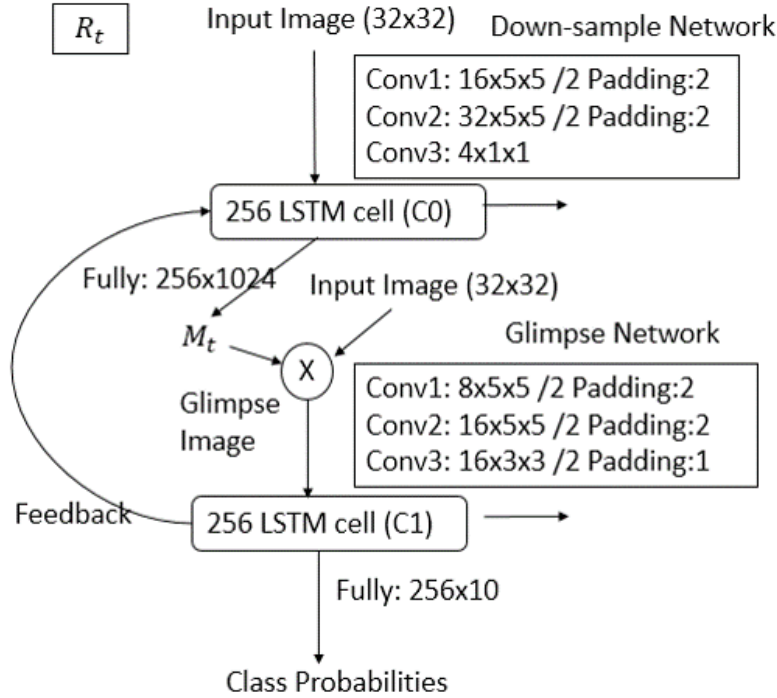 R_t
Input Image (32x32)
Down-sample Network
Conv1: 16x5x5 /2 Padding:2
Conv2: 32x5x5 /2 Padding:2
Conv3: 4x1x1
256 LSTM cell (C0)
Fully: 256x1024
Input Image (32x32)
M_t
Glimpse Network
X
Conv1: 8x5x5 /2 Padding:2
Conv2: 16x5x5 /2 Padding:2
Conv3: 16x3x3 /2 Padding:1
Glimpse
Image
Feedback
256 LSTM cell (C1)
Fully: 256x10
Class Probabilities